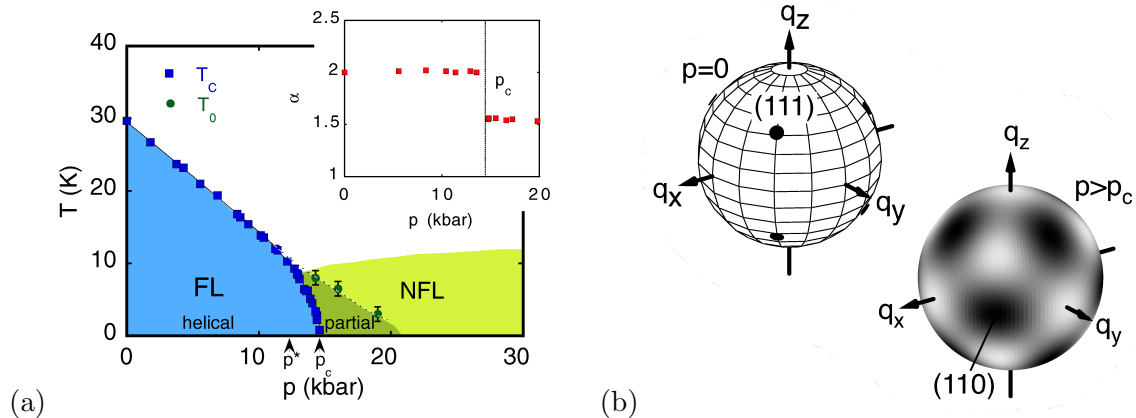 2.5
2
1.5
1
α
0
10
20
p (kbar)
p_c
40
30
20
10
0
T (K)
T_C
T_0
FL
NFL
helical
partial
0
10
20
30
p*
p_c
p (kbar)
(a)
q_z
p=0
(111)
q_x
q_y
q_z
p>p_c
q_x
q_y
(110)
(b)